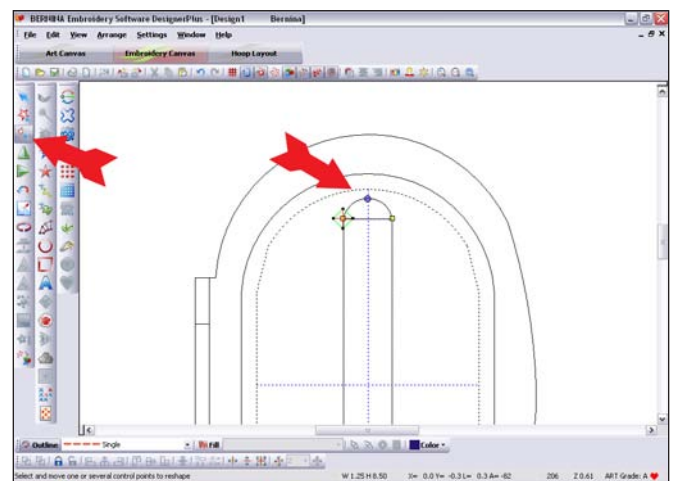 BERNINA Embroidery Software DesignerPlus - [Design1 Bernina]
File Edit View Arrange Settings Window Help
Art Canvas Embroidery Canvas Hoop Layout
Outline: Single Fill Color
Select and move one or several control points to reshape W 1.25 H 8.50 X= 0.0 Y= -0.3 L= 0.3 A= -82 206 Z 0.61 ART Grade: A